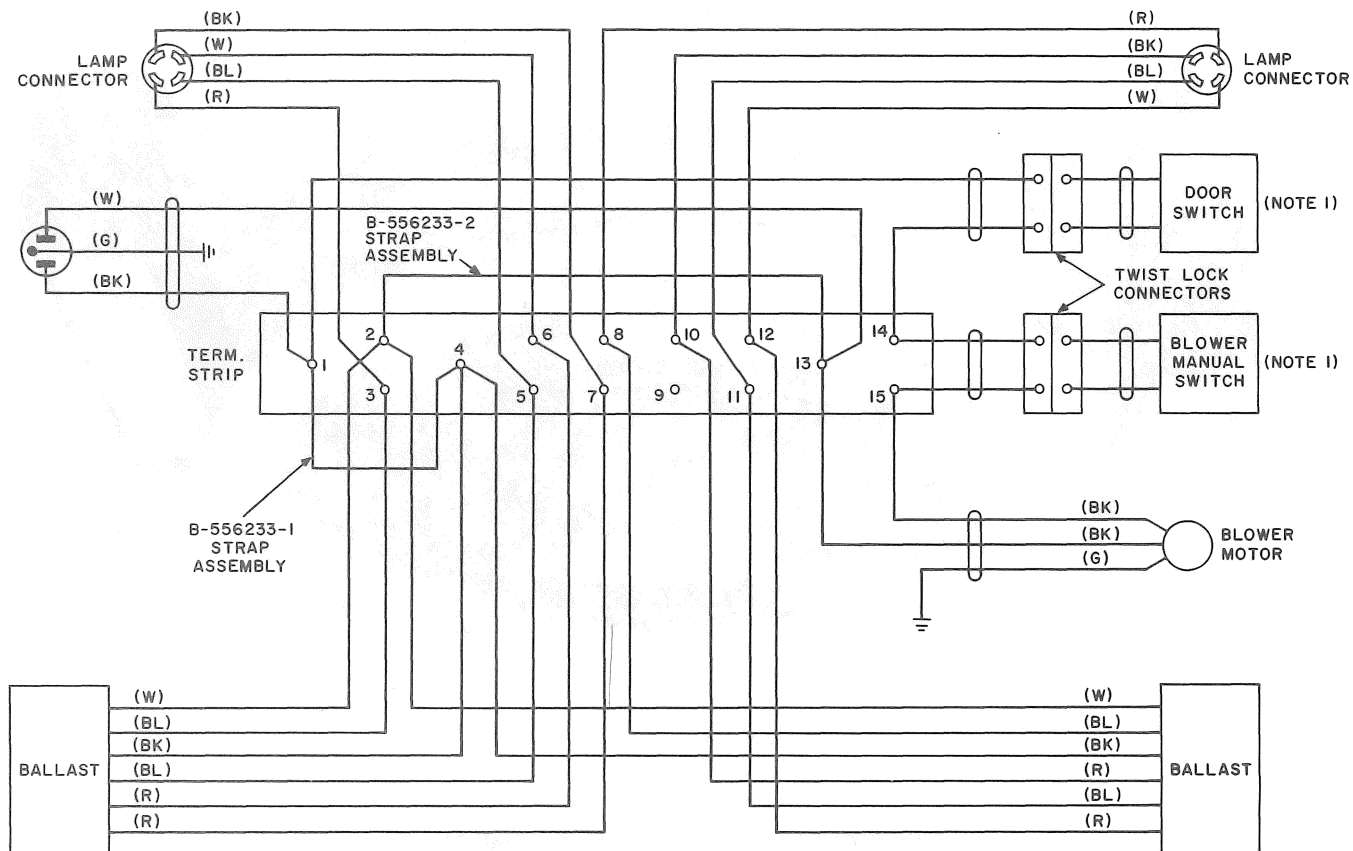 (BK)
(W)
(BL)
(R)
LAMP
CONNECTOR
(R)
(BK)
(BL)
(W)
LAMP
CONNECTOR
(W)
(G)
(BK)
B-556233-2
STRAP
ASSEMBLY
DOOR
SWITCH
(NOTE 1)
TWIST LOCK
CONNECTORS
TERM.
STRIP
1
2
3
4
5
6
7
8
9
10
11
12
13
14
15
BLOWER
MANUAL
SWITCH
(NOTE 1)
B-556233-1
STRAP
ASSEMBLY
(BK)
(BK)
(G)
BLOWER
MOTOR
BALLAST
(W)
(BL)
(BK)
(BL)
(R)
(R)
(W)
(BL)
(BK)
(R)
(BL)
(R)
BALLAST